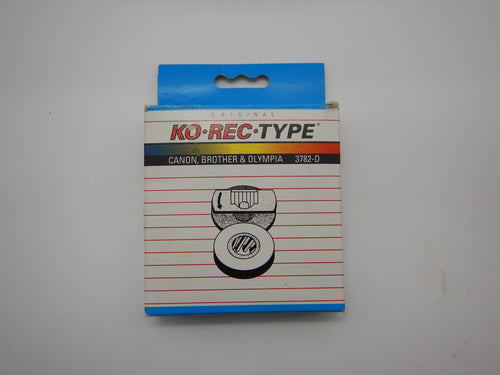 ORIGINAL
KO·REC·TYPE®
CANON, BROTHER & OLYMPIA 3782-D